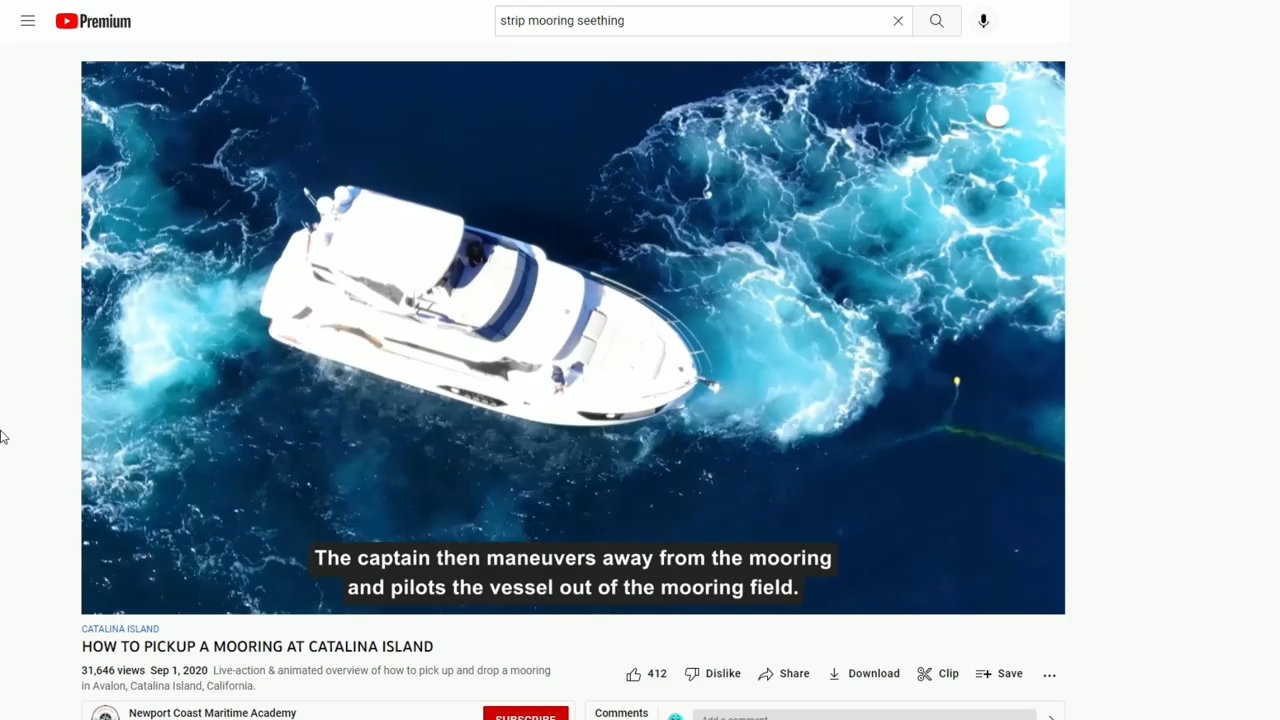 Premium
strip mooring seething
The captain then maneuvers away from the mooring
and pilots the vessel out of the mooring field.
CATALINA ISLAND
HOW TO PICKUP A MOORING AT CATALINA ISLAND
31,646 views Sep 1, 2020 Live-action & animated overview of how to pick up and drop a mooring
in Avalon, Catalina Island, California.
412 Dislike Share Download Clip Save
Newport Coast Maritime Academy
SUBSCRIBE
Comments
Add a comment...